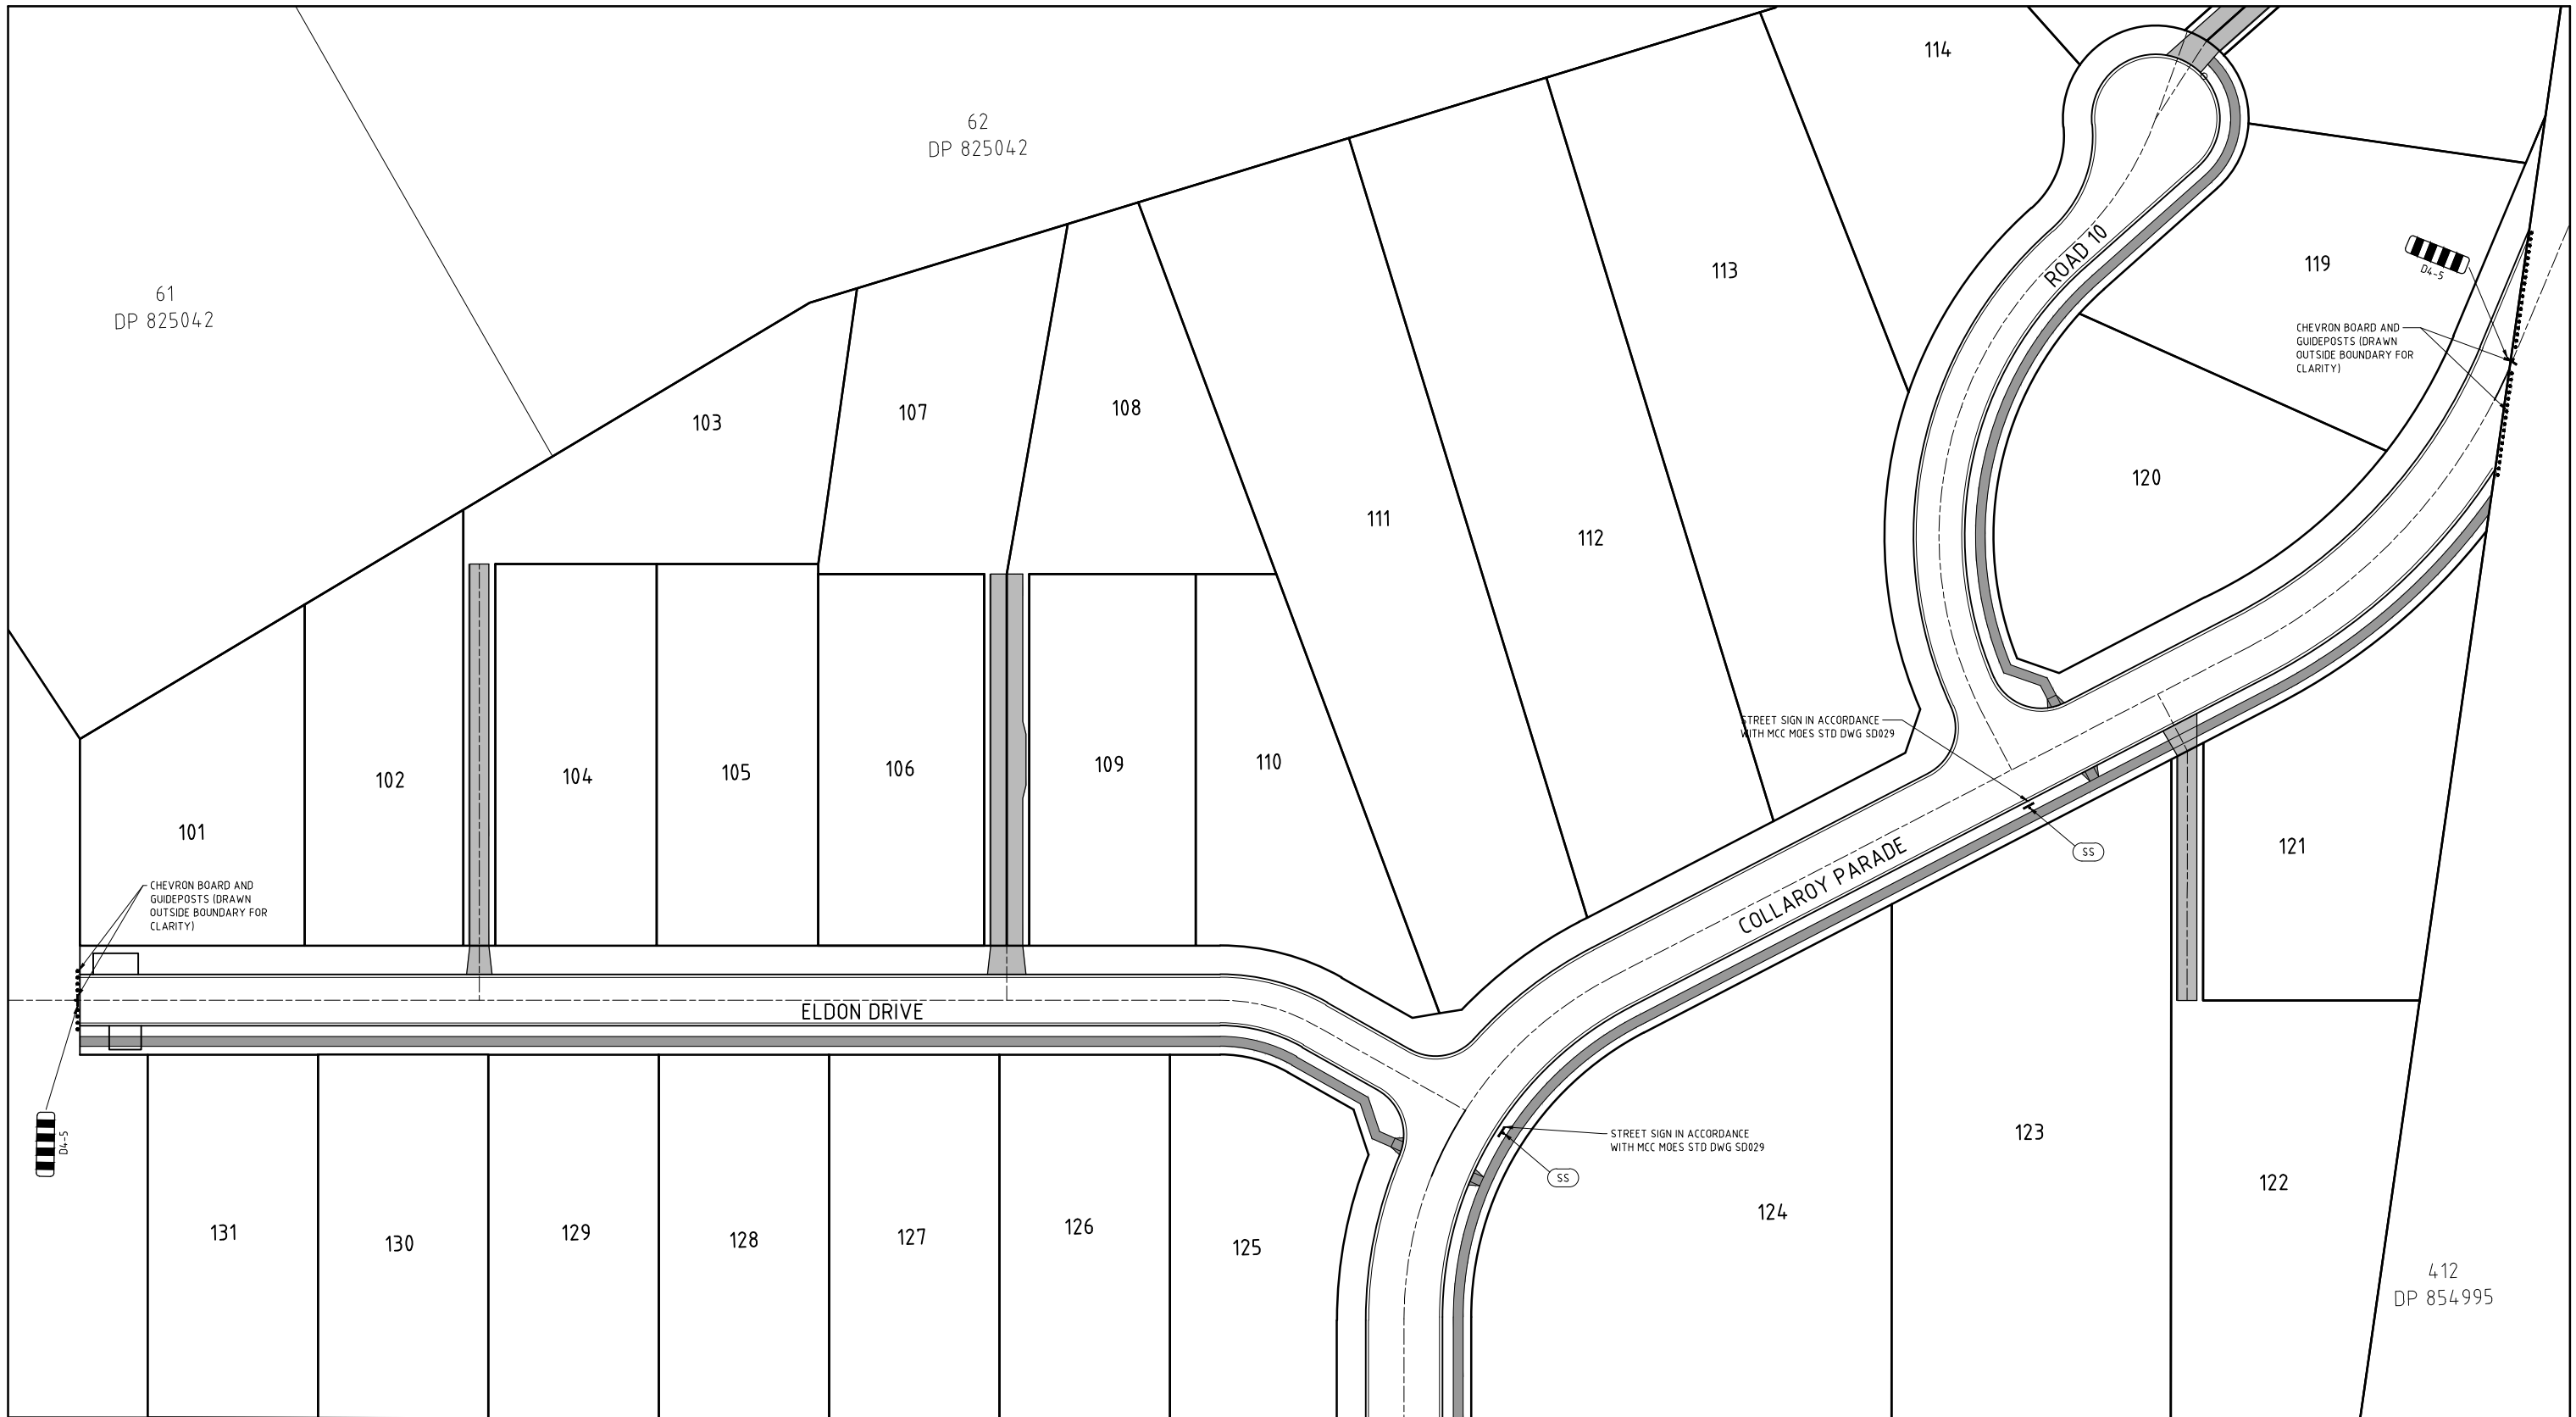 114
62
DP 825042
ROAD 10
119
D4-5
113
61
DP 825042
CHEVRON BOARD AND
GUIDEPOSTS (DRAWN
OUTSIDE BOUNDARY FOR
CLARITY)
103
107
108
120
111
112
STREET SIGN IN ACCORDANCE
WITH MCC MOES STD DWG SD029
102
104
105
106
109
110
101
SS
121
COLLAROY PARADE
CHEVRON BOARD AND
GUIDEPOSTS (DRAWN
OUTSIDE BOUNDARY FOR
CLARITY)
ELDON DRIVE
D4-5
STREET SIGN IN ACCORDANCE
WITH MCC MOES STD DWG SD029
SS
123
122
124
131
130
129
128
127
126
125
412
DP 854995